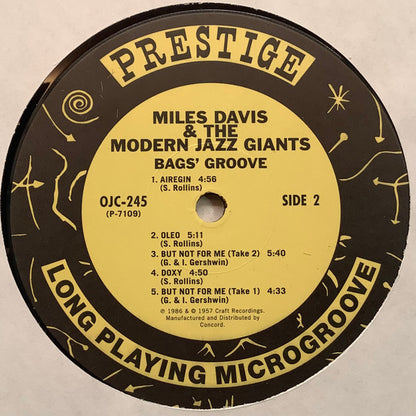 PRESTIGE
MILES DAVIS
& THE
MODERN JAZZ GIANTS
BAGS' GROOVE
1. AIREGIN 4:56
(S. Rollins)
OJC-245
(P-7109)
SIDE 2
2. OLEO 5:11
(S. Rollins)
3. BUT NOT FOR ME (Take 2) 5:40
(G. & I. Gershwin)
4. DOXY 4:50
(S. Rollins)
5. BUT NOT FOR ME (Take 1) 4:33
(G. & I. Gershwin)
℗ 1986 & © 1957 Craft Recordings.
Manufactured and Distributed by
Concord.
LONG PLAYING MICROGROOVE